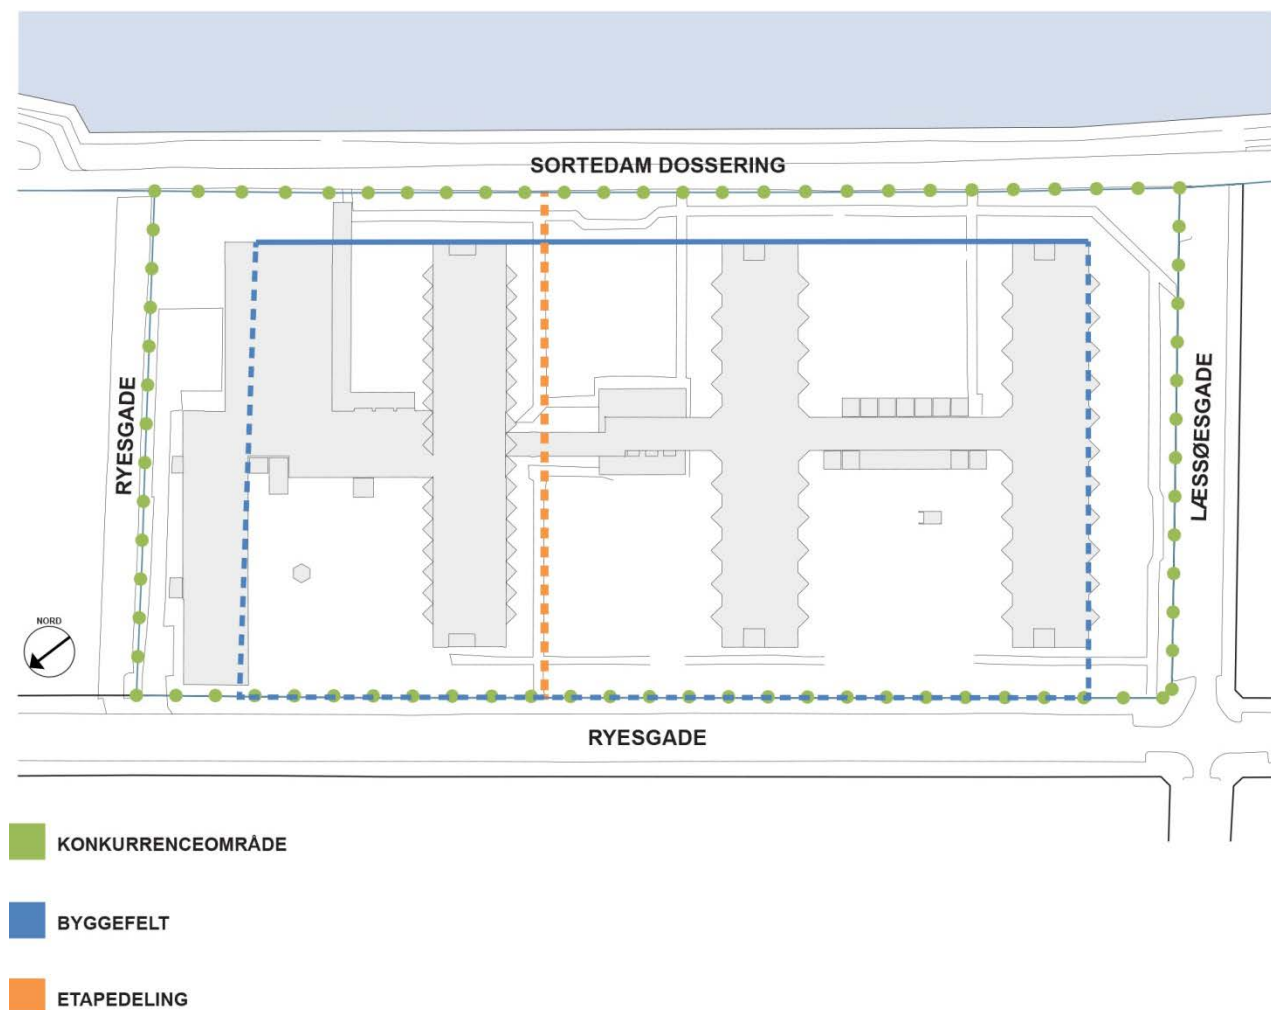 SORTEDAM DOSSERING
RYESGADE
LÆSSØESGADE
NORD
RYESGADE
KONKURRENCEOMRÅDE
BYGGEFELT
ETAPEDELING